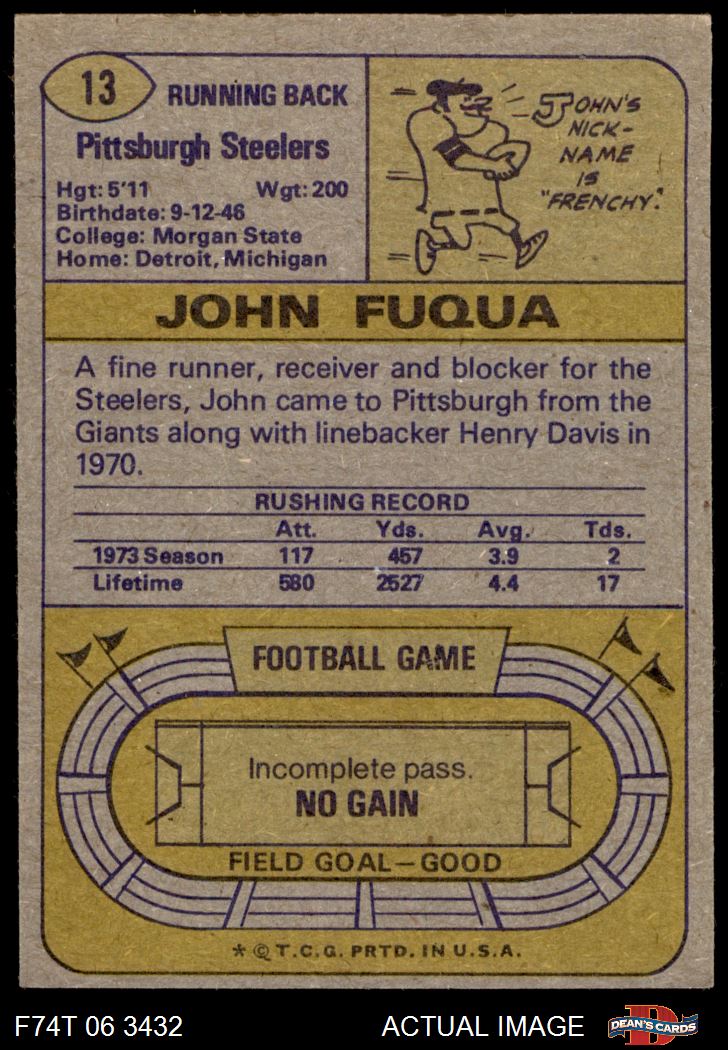 13
RUNNING BACK
Pittsburgh Steelers
Hgt: 5'11 Wgt: 200
Birthdate: 9-12-46
College: Morgan State
Home: Detroit, Michigan
JOHN'S
NICK-
NAME
IS
"FRENCHY."
JOHN FUQUA
A fine runner, receiver and blocker for the
Steelers, John came to Pittsburgh from the
Giants along with linebacker Henry Davis in
1970.
RUSHING RECORD
Att. Yds. Avg. Tds.
1973 Season 117 457 3.9 2
Lifetime 580 2527 4.4 17
FOOTBALL GAME
Incomplete pass.
NO GAIN
FIELD GOAL—GOOD
* © T.C.G. PRTD. IN U.S.A.
F74T 06 3432 ACTUAL IMAGE
D
DEAN'S CARDS